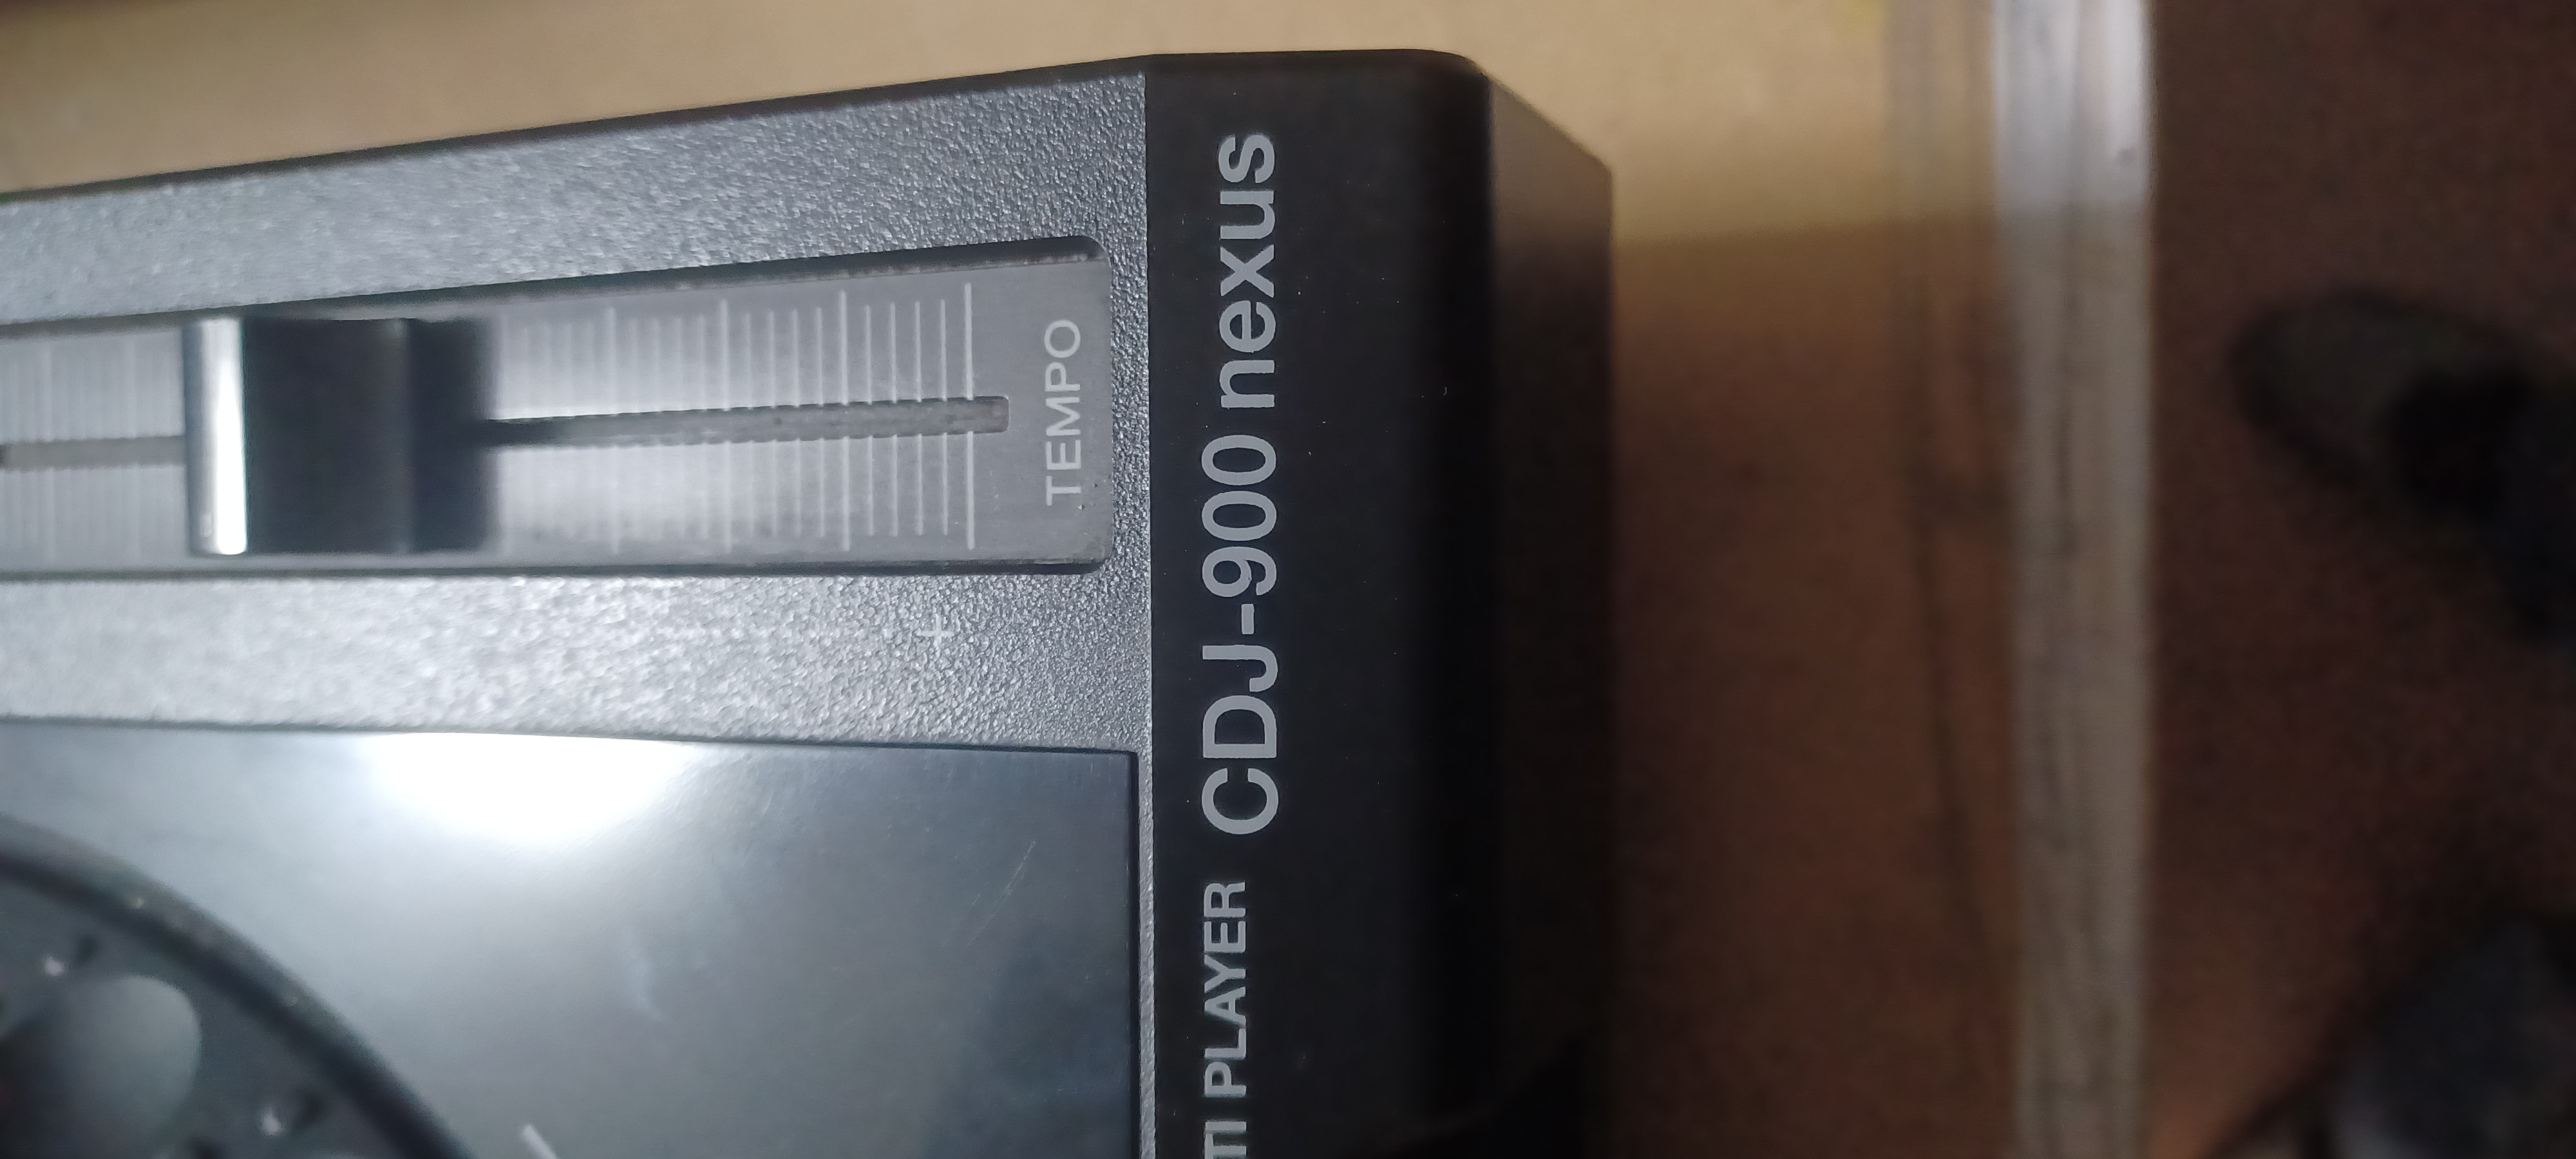 TEMPO
+
PLAYER CDJ-900 nexus